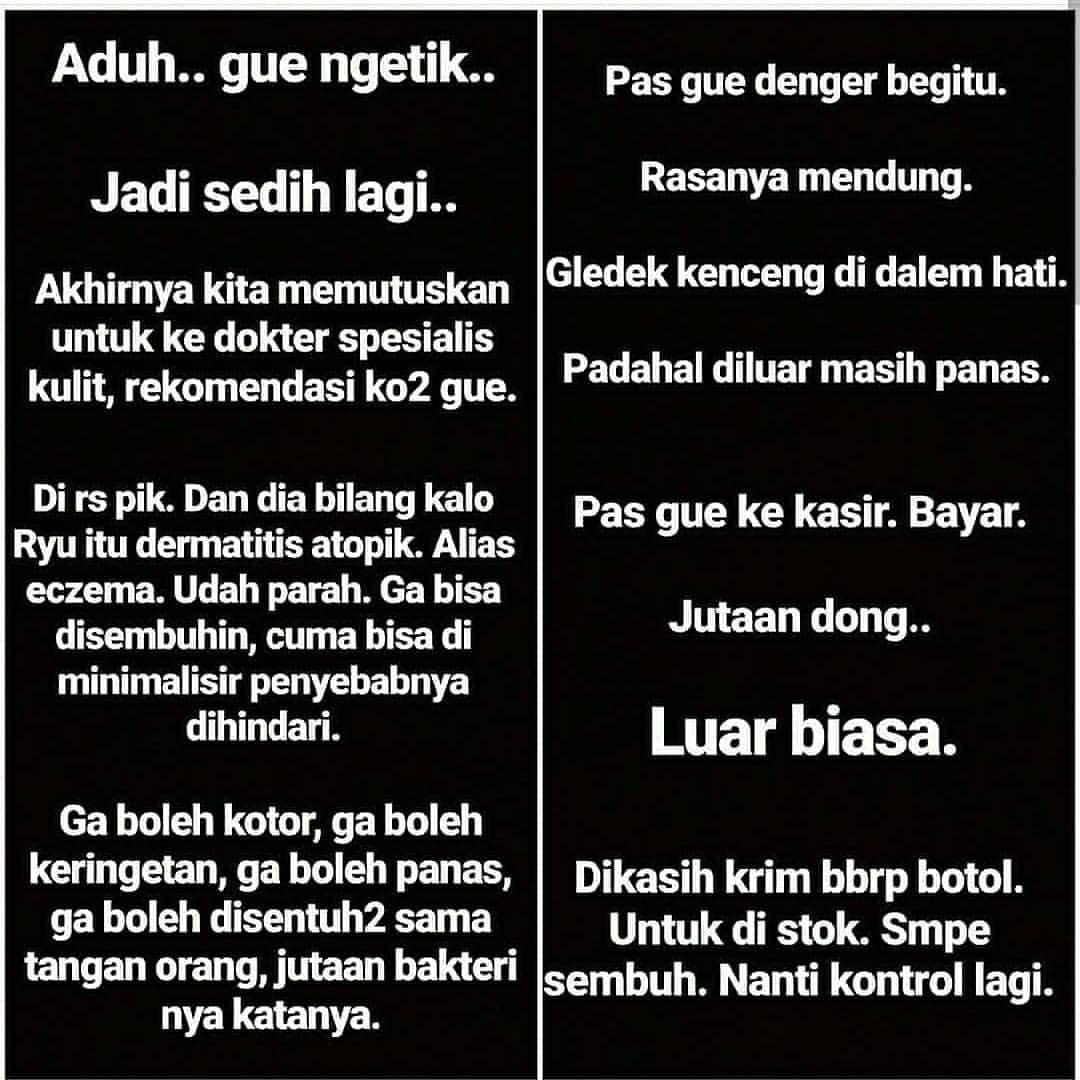 Aduh.. gue ngetik..
Jadi sedih lagi..
Akhirnya kita memutuskan
untuk ke dokter spesialis
kulit, rekomendasi ko2 gue.
Di rs pik. Dan dia bilang kalo
Ryu itu dermatitis atopik. Alias
eczema. Udah parah. Ga bisa
disembuhin, cuma bisa di
minimalisir penyebabnya
dihindari.
Ga boleh kotor, ga boleh
keringetan, ga boleh panas,
ga boleh disentuh2 sama
tangan orang, jutaan bakteri
nya katanya.
Pas gue denger begitu.
Rasanya mendung.
Gledek kenceng di dalem hati.
Padahal diluar masih panas.
Pas gue ke kasir. Bayar.
Jutaan dong..
Luar biasa.
Dikasih krim bbrp botol.
Untuk di stok. Smpe
sembuh. Nanti kontrol lagi.